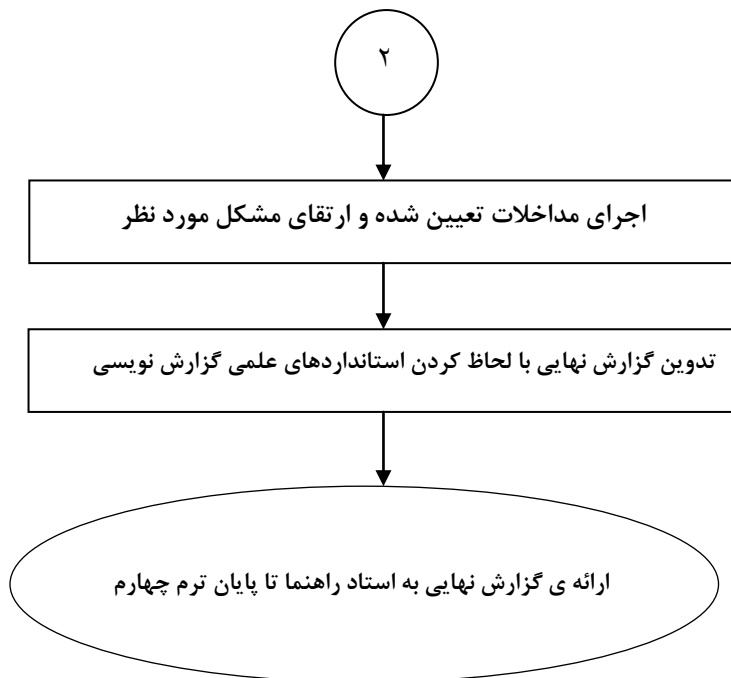 ۲
اجرای مداخلات تعیین شده و ارتقای مشکل مورد نظر
تدوین گزارش نهایی با لحاظ کردن استانداردهای علمی گزارش نویسی
ارائه ی گزارش نهایی به استاد راهنما تا پایان ترم چهارم